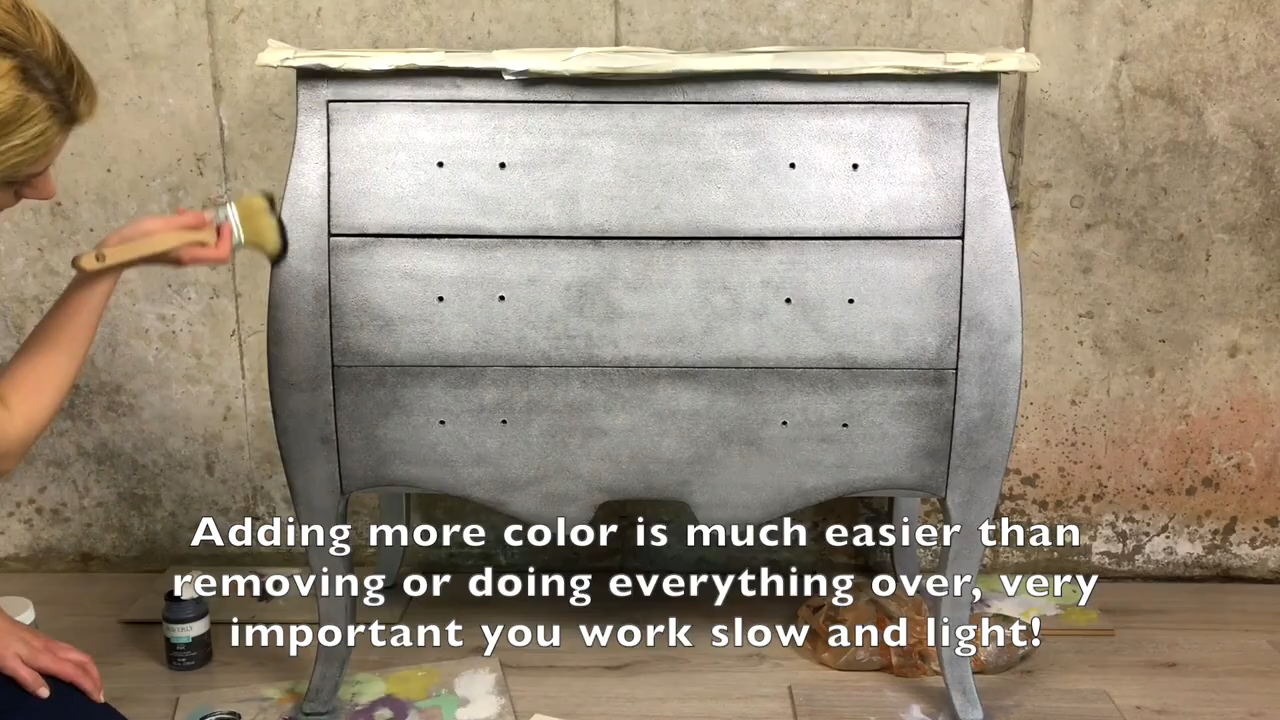 Adding more color is much easier than
removing or doing everything over, very
important you work slow and light!
INK